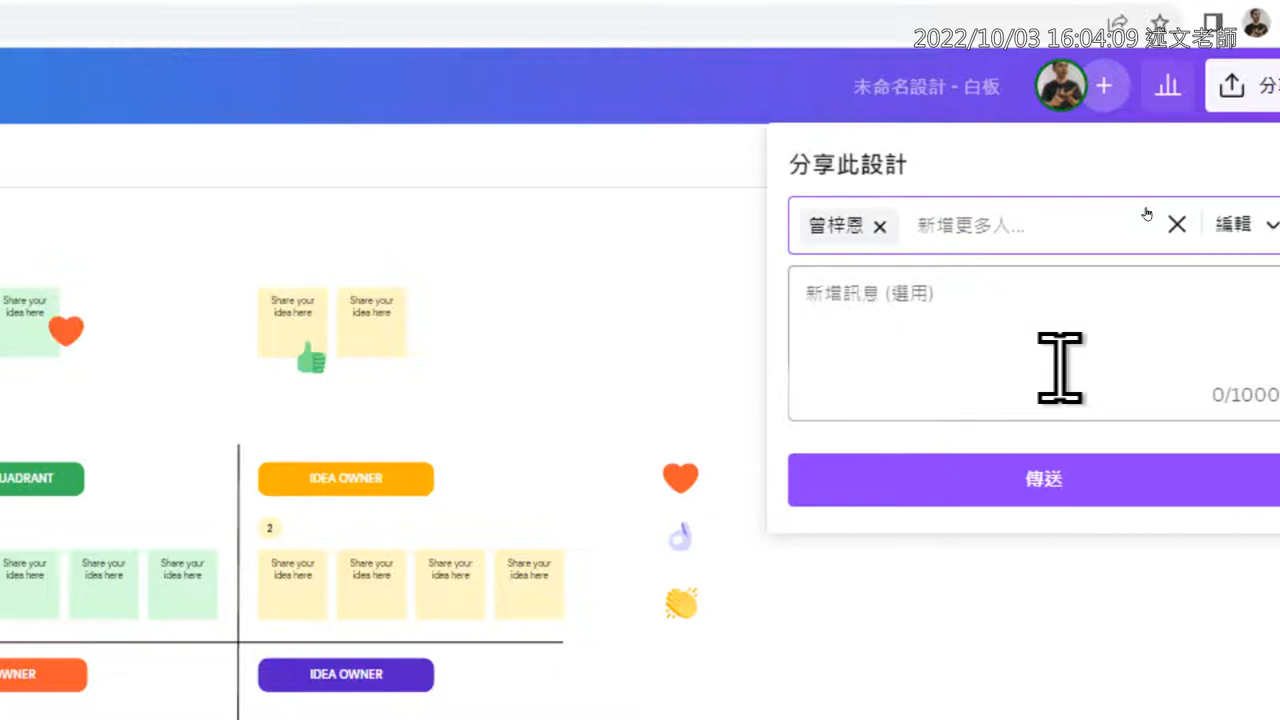 2022/10/03 16:04:09 述文老師
未命名設計 - 白板
分享此設計
曾梓恩
新增更多人...
編輯
新增訊息 (選用)
0/1000
傳送
Share your
idea here
Share your
idea here
Share your
idea here
UADRANT
IDEA OWNER
2
Share your
idea here
Share your
idea here
Share your
idea here
Share your
idea here
Share your
idea here
Share your
idea here
Share your
idea here
OWNER
IDEA OWNER